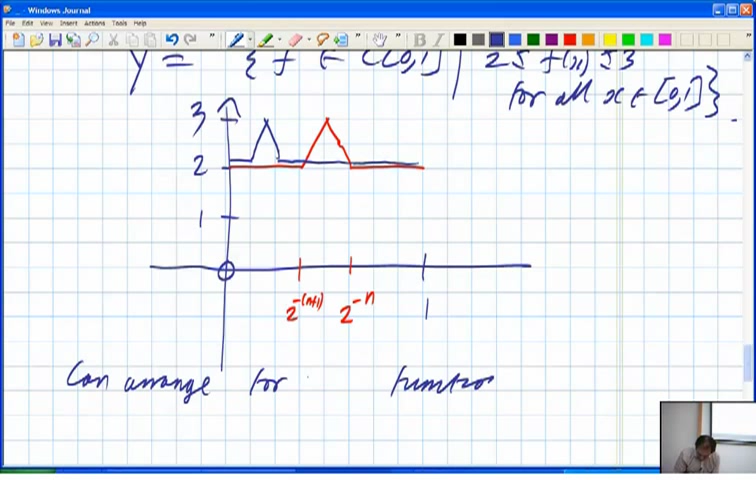 Windows Journal
File Edit View Insert Actions Tools Help
B I
Y = { f ∈ C[0,1] | 2 ≤ f(x) ≤ 3
for all x ∈ [0,1] }.
3
2
1
2^-(n+1) 2^-n 1
Can arrange for function